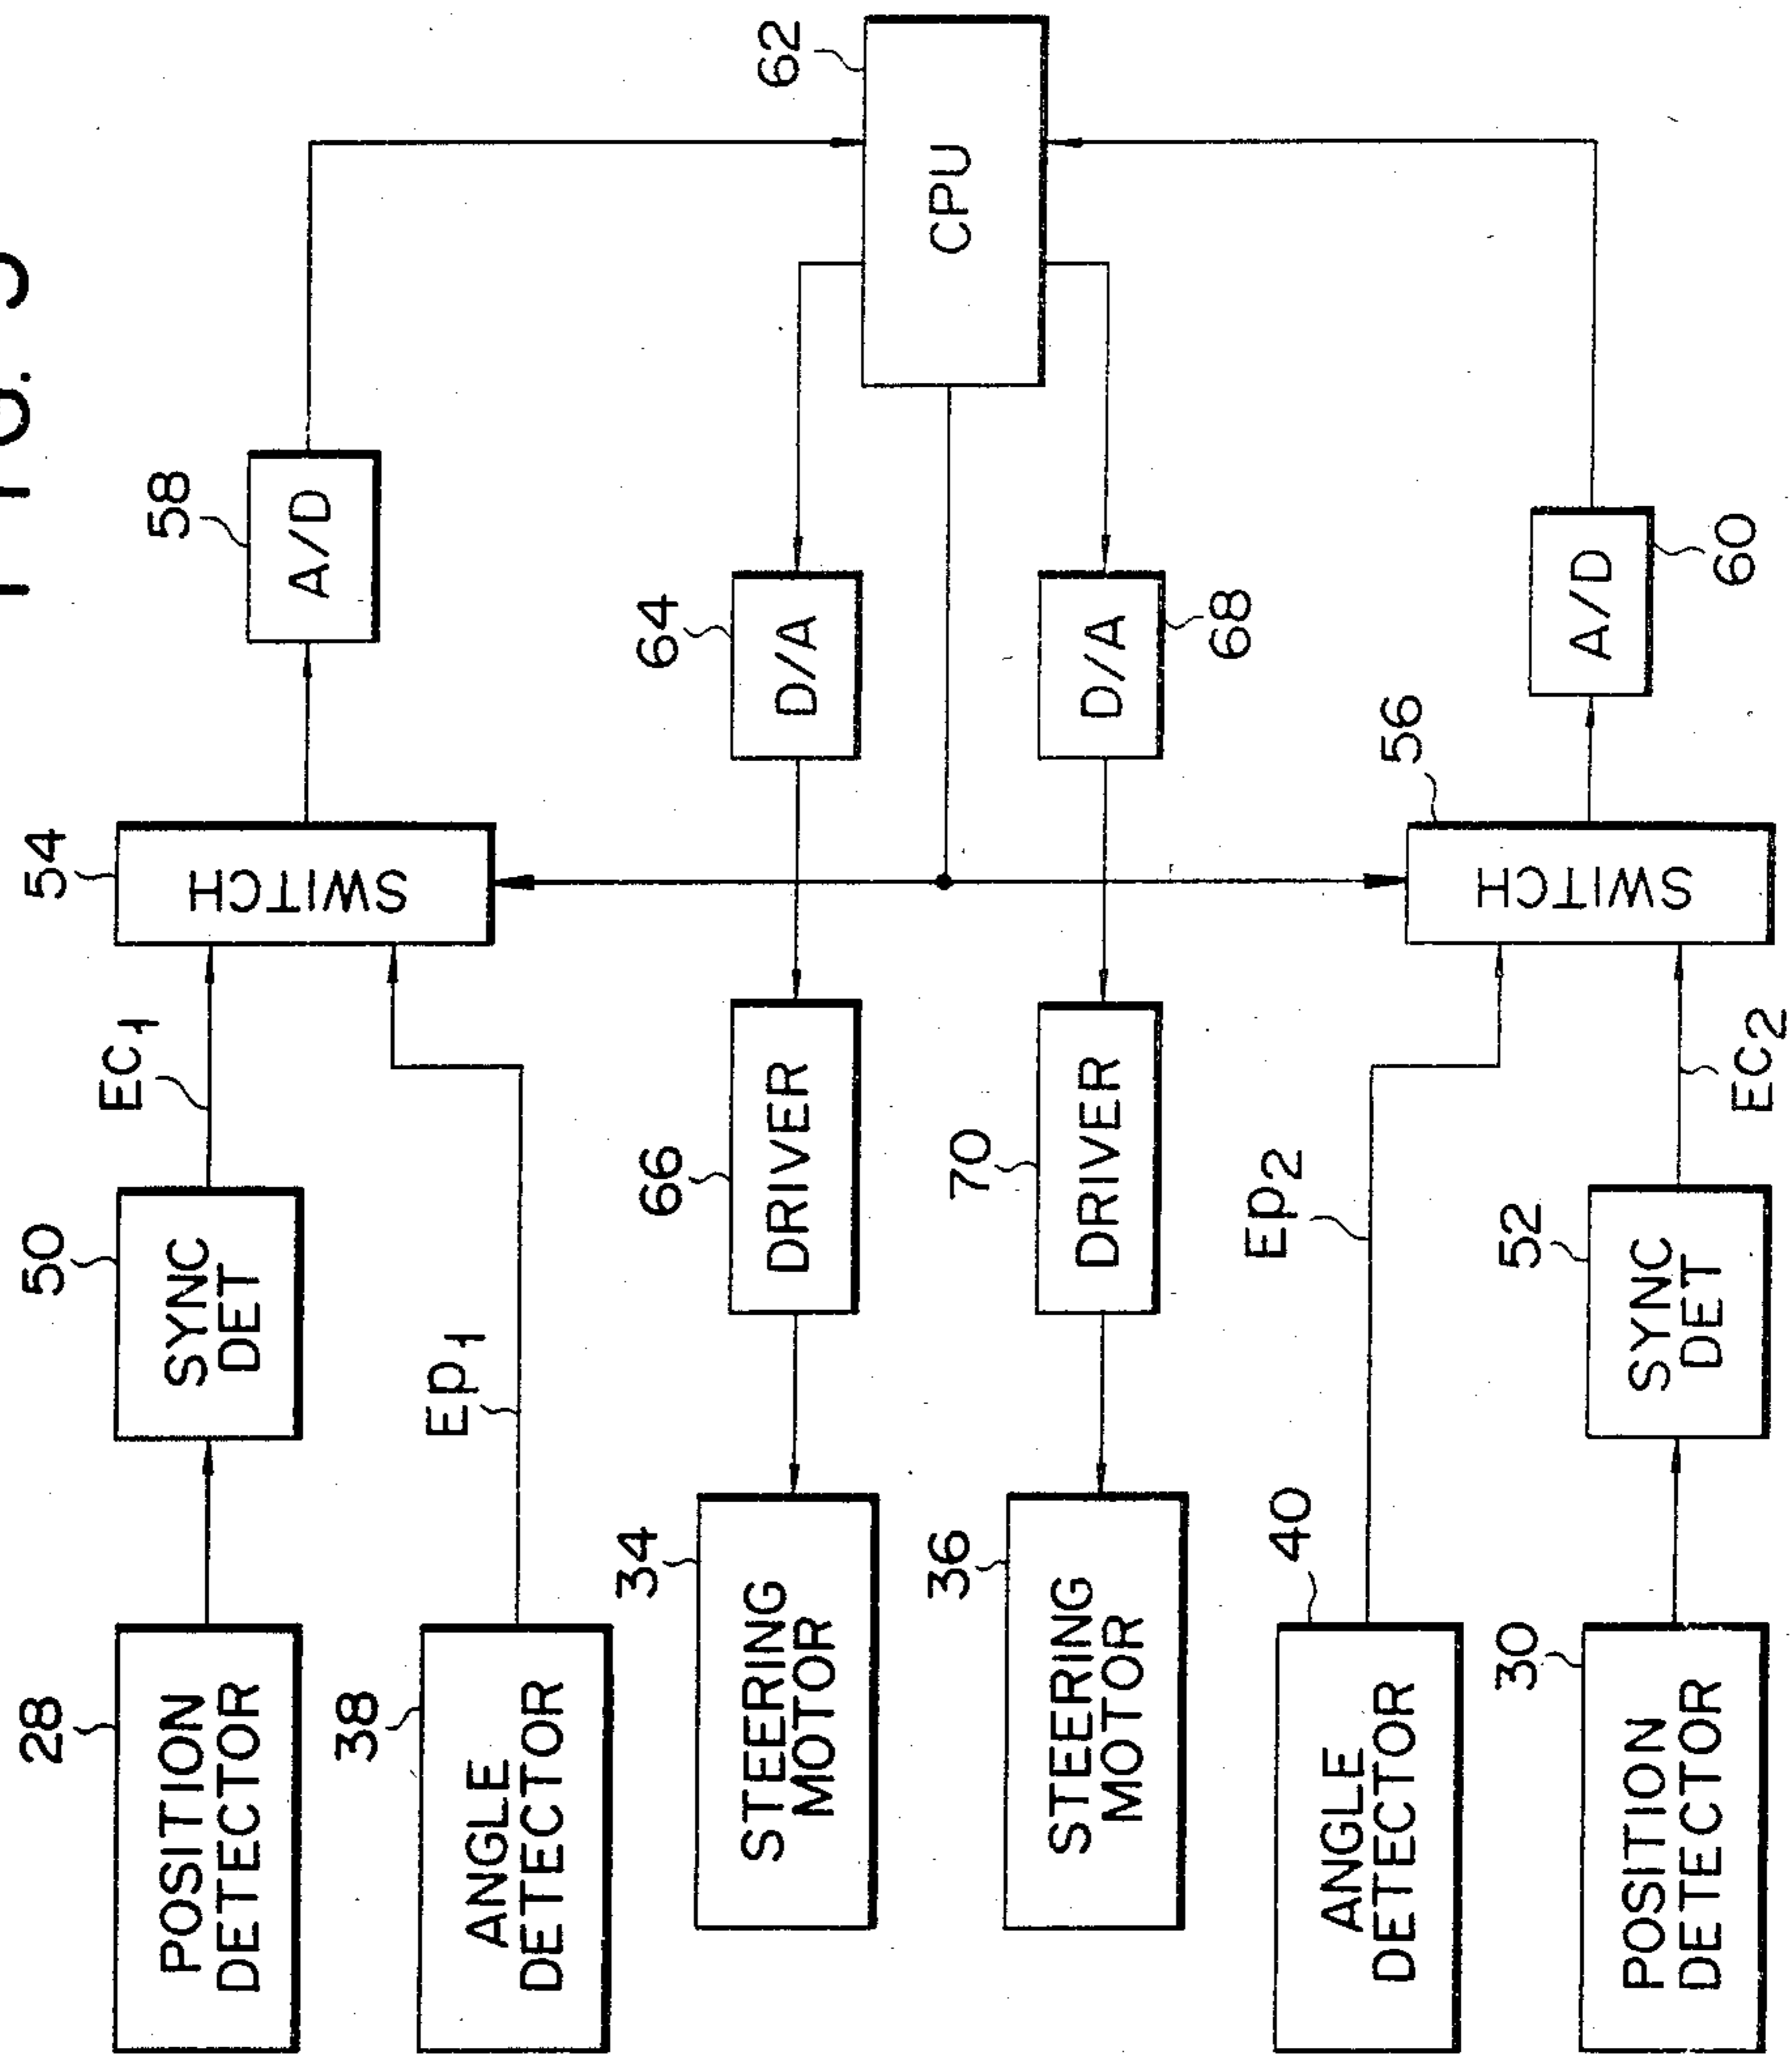 FIG.
28
POSITION
DETECTOR
50
SYNC
DET
EC1
54
SWITCH
58
A/D
38
ANGLE
DETECTOR
Ep1
34
STEERING
MOTOR
66
DRIVER
64
D/A
62
CPU
36
STEERING
MOTOR
70
DRIVER
D/A
68
40
ANGLE
DETECTOR
Ep2
56
SWITCH
A/D
60
30
POSITION
DETECTOR
52
SYNC
DET
EC2